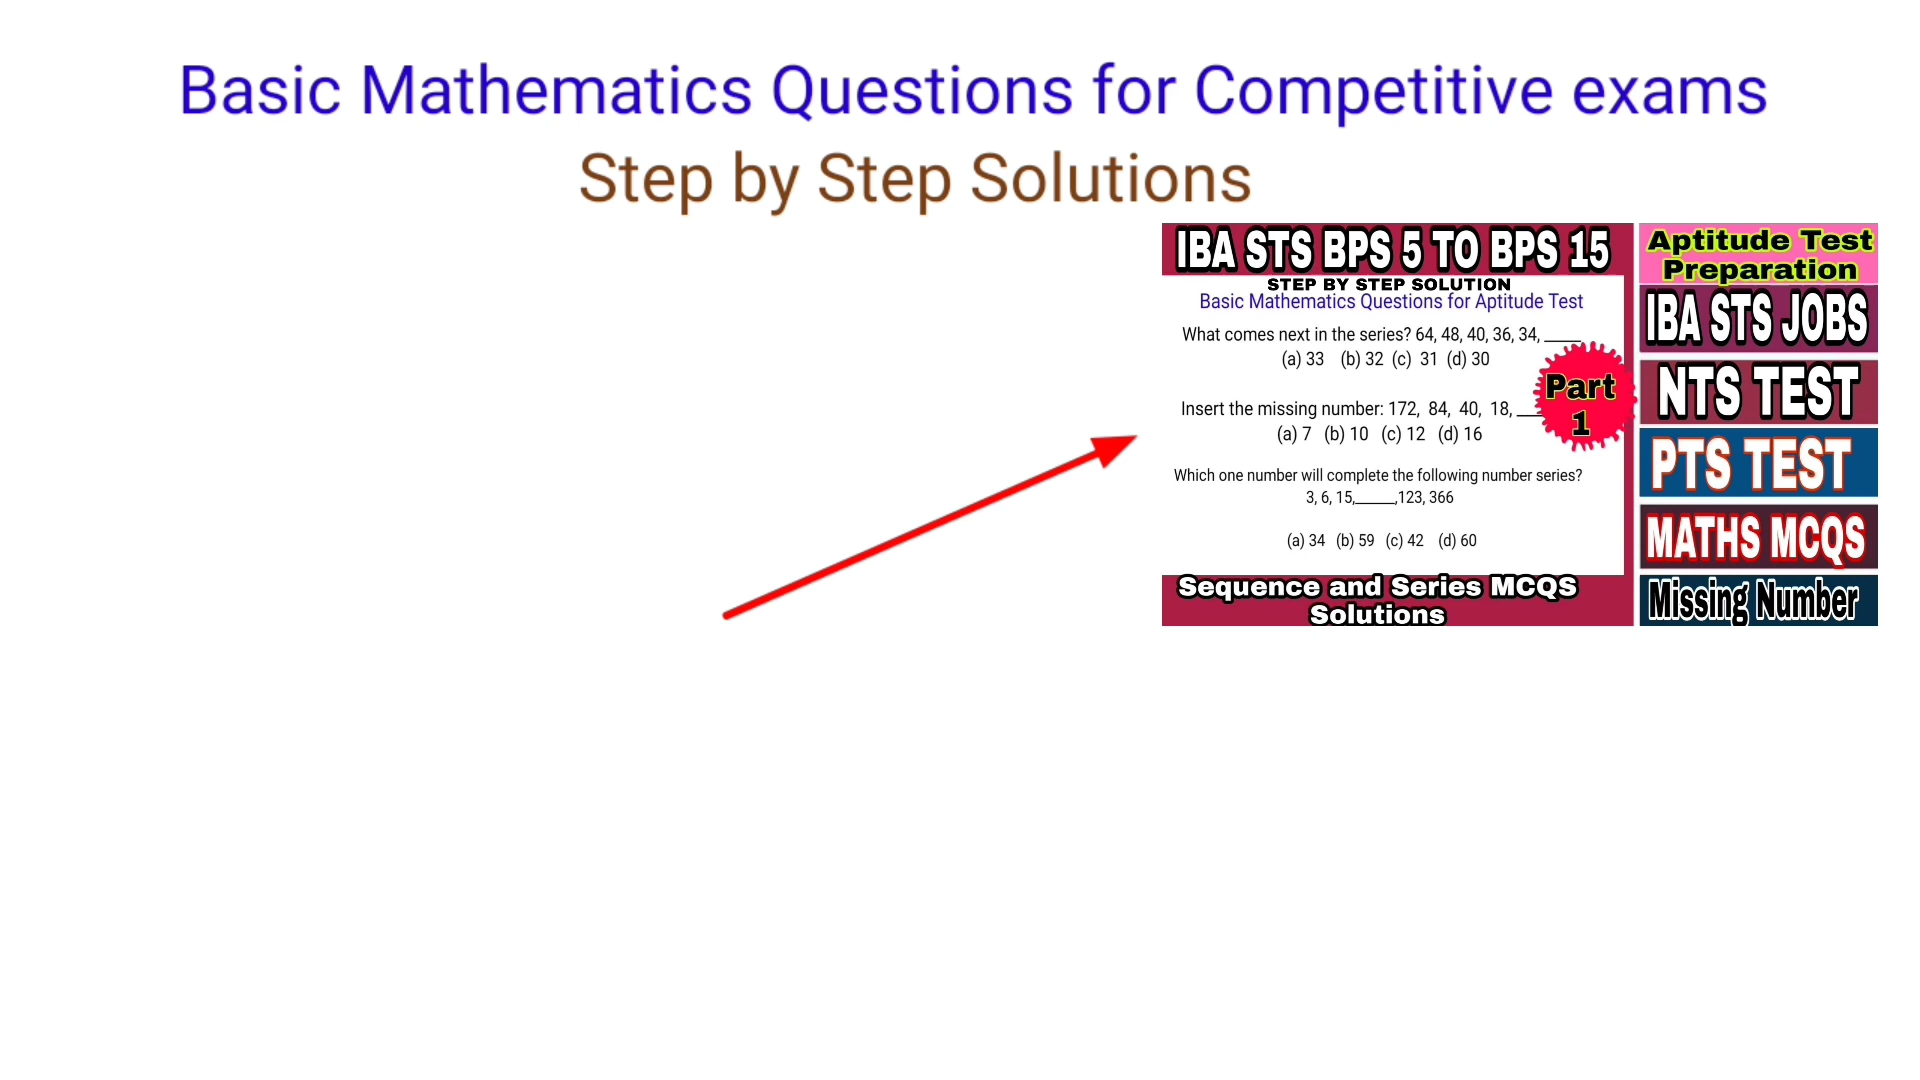 Basic Mathematics Questions for Competitive exams
Step by Step Solutions
IBA STS BPS 5 TO BPS 15
STEP BY STEP SOLUTION
Basic Mathematics Questions for Aptitude Test
What comes next in the series? 64, 48, 40, 36, 34, ____
(a) 33 (b) 32 (c) 31 (d) 30
Insert the missing number: 172, 84, 40, 18, ___
(a) 7 (b) 10 (c) 12 (d) 16
Which one number will complete the following number series?
3, 6, 15,_____,123, 366
(a) 34 (b) 59 (c) 42 (d) 60
Part
1
Sequence and Series MCQS
Solutions
Aptitude Test
Preparation
IBA STS JOBS
NTS TEST
PTS TEST
MATHS MCQS
Missing Number